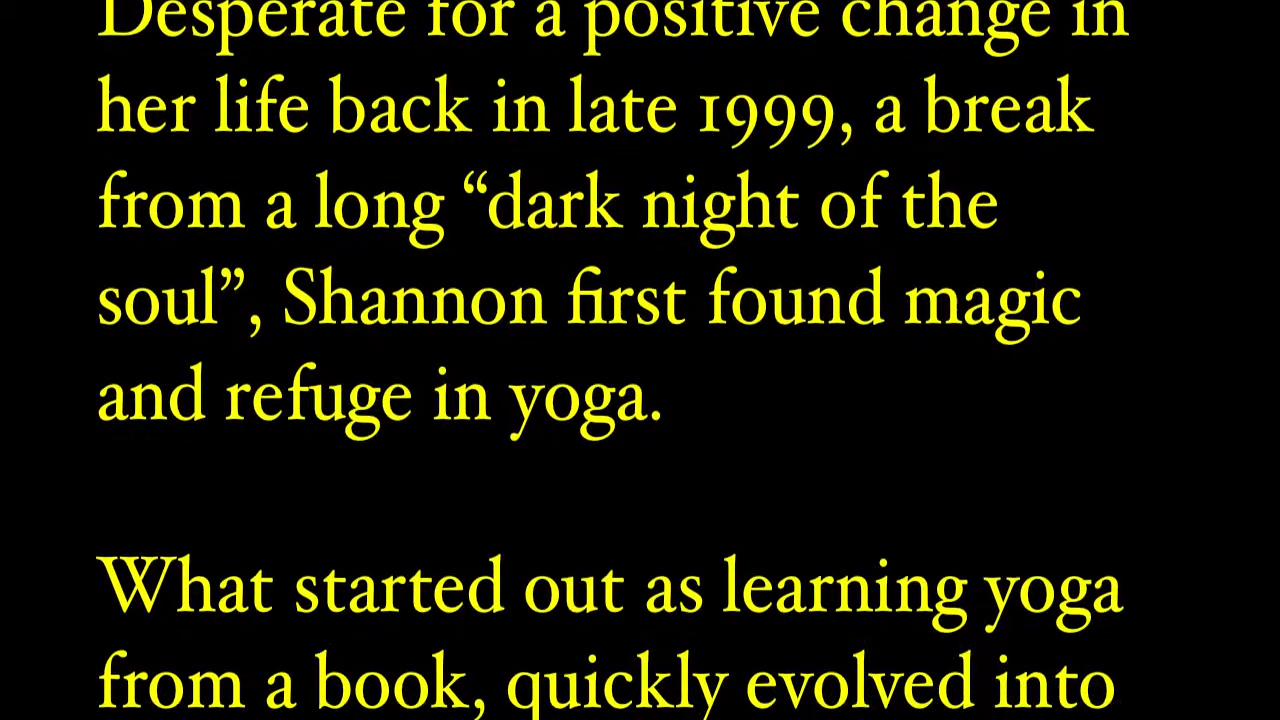 Desperate for a positive change in
her life back in late 1999, a break
from a long “dark night of the
soul”, Shannon first found magic
and refuge in yoga.
What started out as learning yoga
from a book, quickly evolved into